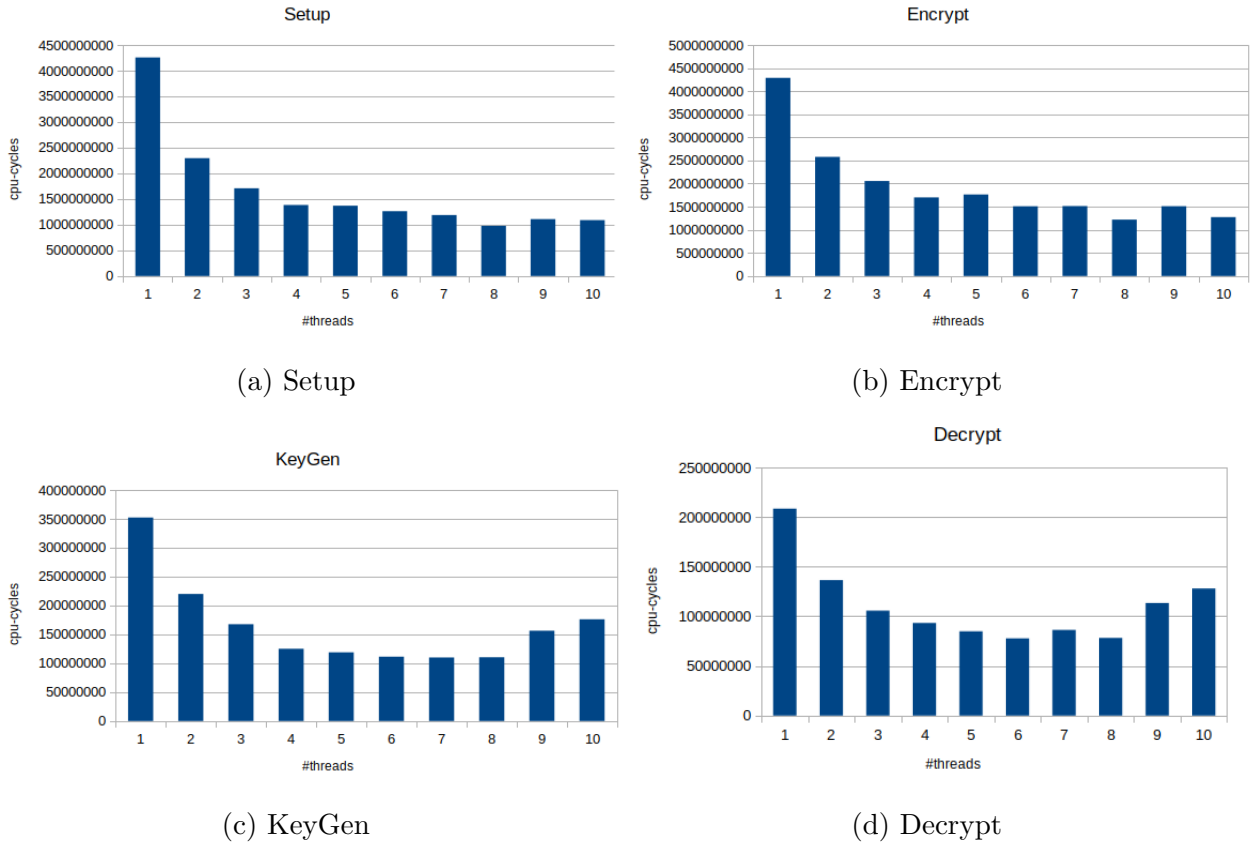 Setup
4500000000
4000000000
3500000000
3000000000
2500000000
2000000000
1500000000
1000000000
500000000
0
cpu-cycles
1 2 3 4 5 6 7 8 9 10
#threads
(a) Setup
Encrypt
5000000000
4500000000
4000000000
3500000000
3000000000
2500000000
2000000000
1500000000
1000000000
500000000
0
cpu-cycles
1 2 3 4 5 6 7 8 9 10
#threads
(b) Encrypt
KeyGen
400000000
350000000
300000000
250000000
200000000
150000000
100000000
50000000
0
cpu-cycles
1 2 3 4 5 6 7 8 9 10
#threads
(c) KeyGen
Decrypt
250000000
200000000
150000000
100000000
50000000
0
cpu-cycles
1 2 3 4 5 6 7 8 9 10
#threads
(d) Decrypt